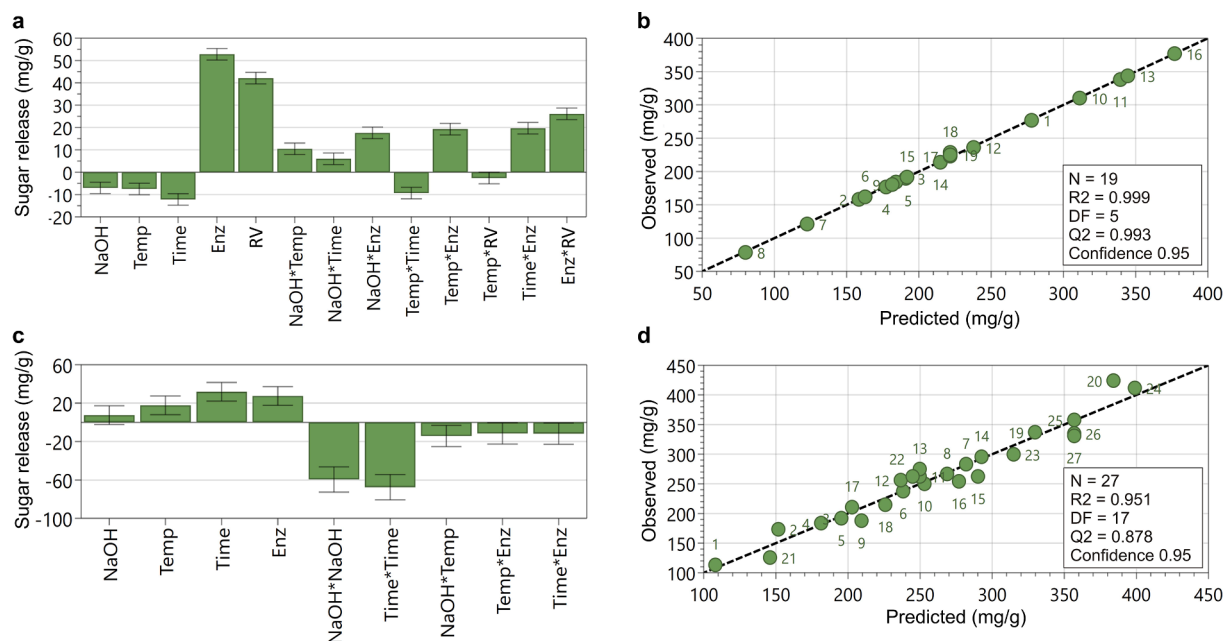 a
Sugar release (mg/g)
60
50
40
30
20
10
0
-10
-20
NaOH
Temp
Time
Enz
RV
NaOH*Temp
NaOH*Time
NaOH*Enz
Temp*Time
Temp*Enz
Temp*RV
Time*Enz
Enz*RV
b
Observed (mg/g)
400
350
300
250
200
150
100
50
16
13
10
11
1
18
12
17
19
15
14
6
9
3
2
4
5
7
8
N = 19
R2 = 0.999
DF = 5
Q2 = 0.993
Confidence 0.95
50 100 150 200 250 300 350 400
Predicted (mg/g)
c
Sugar release (mg/g)
60
20
-20
-60
-100
NaOH
Temp
Time
Enz
NaOH*NaOH
Time*Time
NaOH*Temp
Temp*Enz
Time*Enz
d
Observed (mg/g)
450
400
350
300
250
200
150
100
20
24
25
19
26
14
7
13
23
27
8
22
12
16
15
17
10
6
18
2
4
3
5
9
1
21
N = 27
R2 = 0.951
DF = 17
Q2 = 0.878
Confidence 0.95
100 150 200 250 300 350 400 450
Predicted (mg/g)